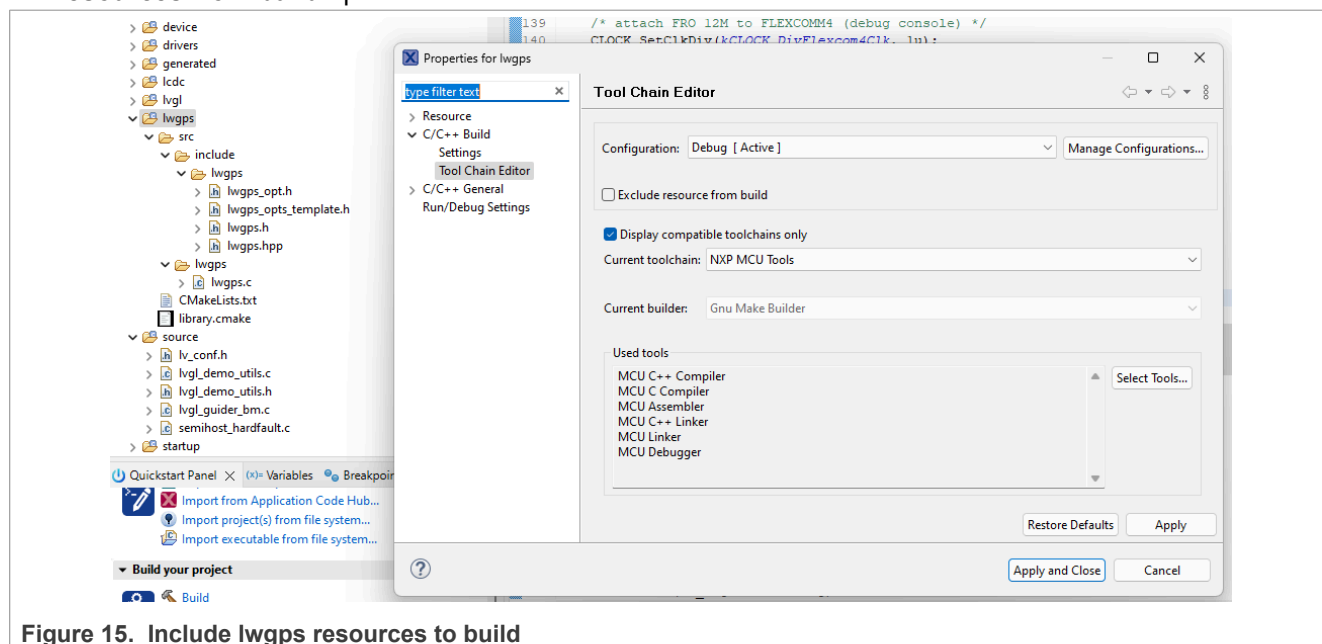 device
drivers
generated
lcdc
lvgl
lwgps
src
include
lwgps
lwgps_opt.h
lwgps_opts_template.h
lwgps.h
lwgps.hpp
lwgps
lwgps.c
CMakeLists.txt
library.cmake
source
lv_conf.h
lvgl_demo_utils.c
lvgl_demo_utils.h
lvgl_guider_bm.c
semihost_hardfault.c
startup
Quickstart Panel (x)= Variables Breakpoir
Import from Application Code Hub...
Import project(s) from file system...
Import executable from file system...
Build your project
Build
139 /* attach FRO 12M to FLEXCOMM4 (debug console) */
140 CLOCK_SetClkDiv(kCLOCK_DivFlexcom4Clk, 1u);
Properties for lwgps
type filter text
Resource
C/C++ Build
Settings
Tool Chain Editor
C/C++ General
Run/Debug Settings
Tool Chain Editor
Configuration: Debug [ Active ] Manage Configurations...
Exclude resource from build
Display compatible toolchains only
Current toolchain: NXP MCU Tools
Current builder: Gnu Make Builder
Used tools
MCU C++ Compiler
MCU C Compiler
MCU Assembler
MCU C++ Linker
MCU Linker
MCU Debugger
Select Tools...
Restore Defaults Apply
Apply and Close Cancel
Figure 15. Include lwgps resources to build